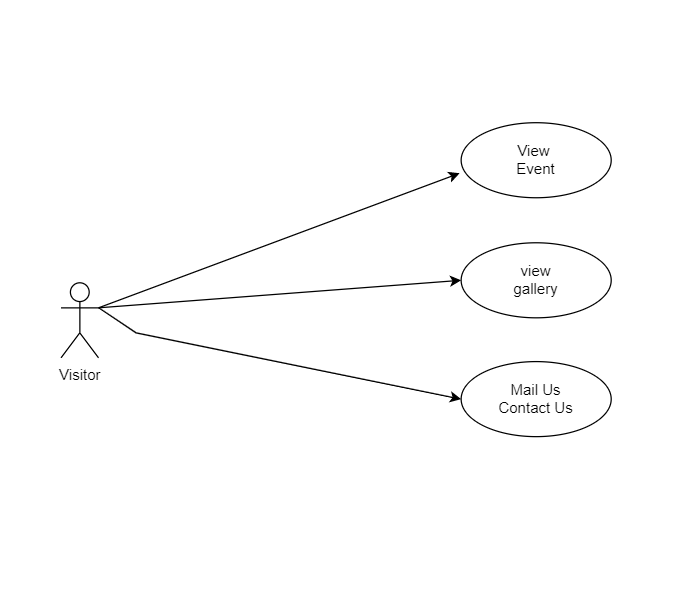 View
Event
view
gallery
Visitor
Mail Us
Contact Us